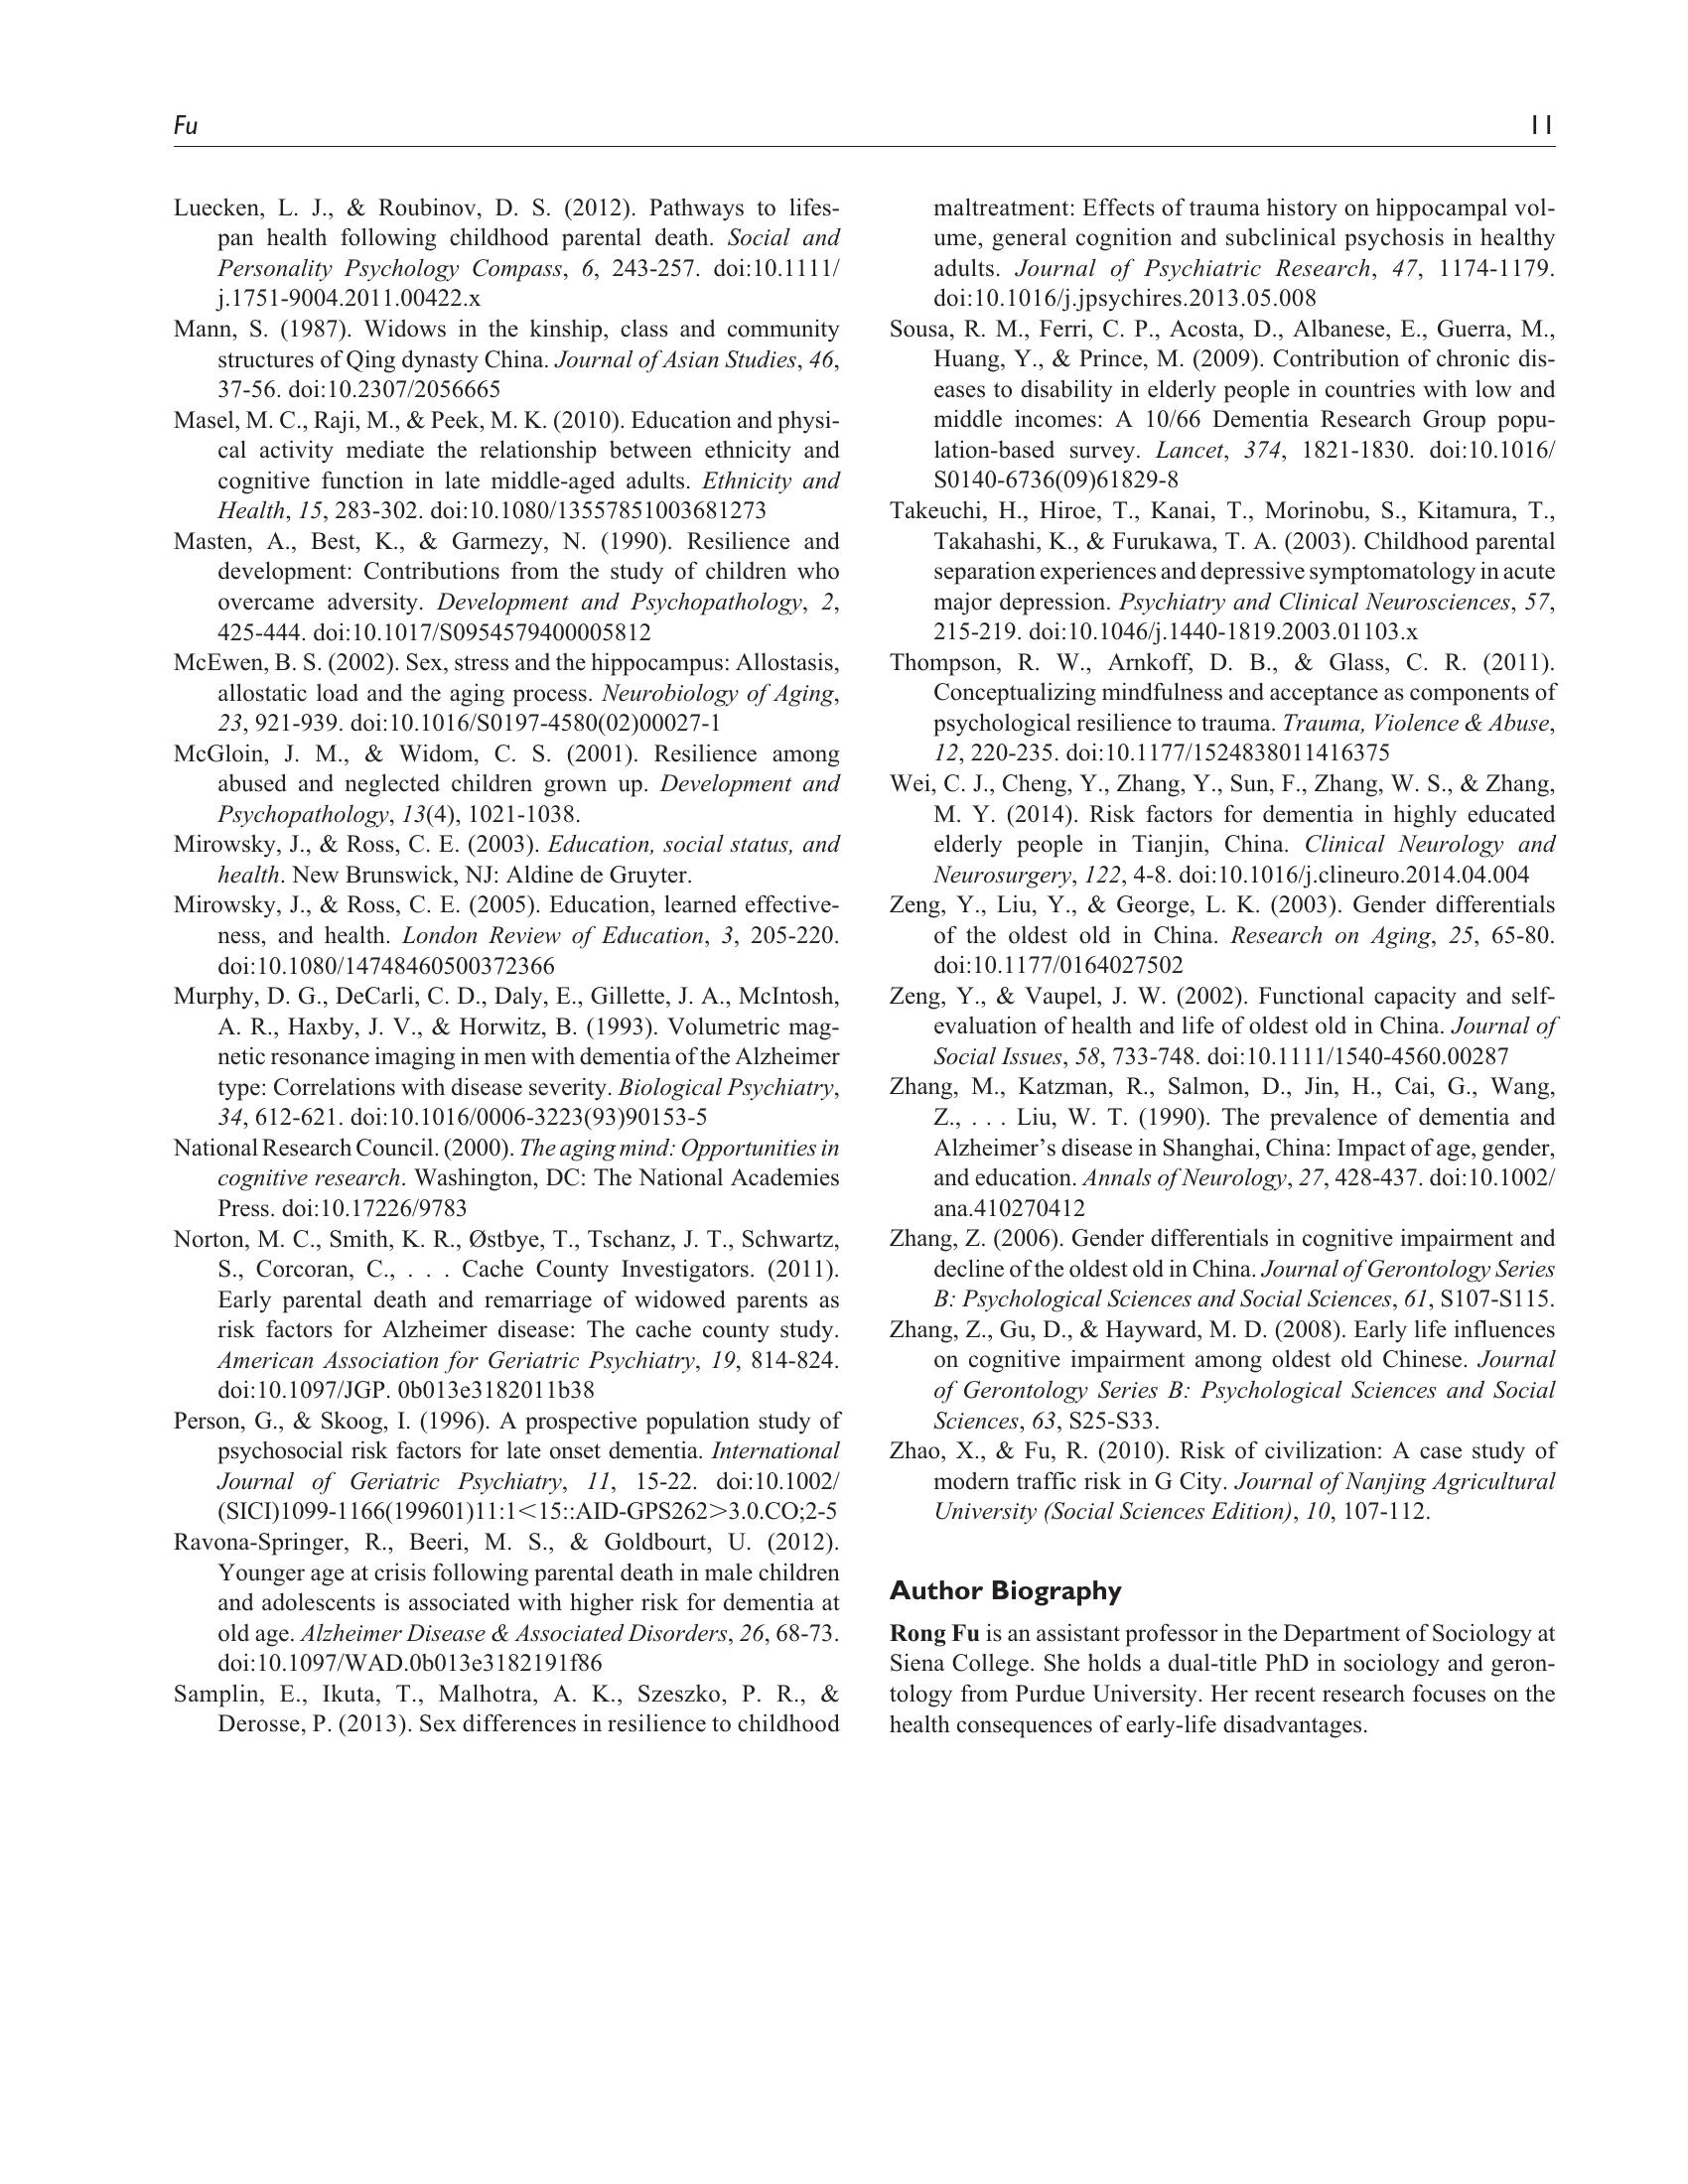 Fu
11
Luecken, L. J., & Roubinov, D. S. (2012). Pathways to lifes-
pan health following childhood parental death. Social and
Personality Psychology Compass, 6, 243-257. doi:10.1111/
j.1751-9004.2011.00422.x
Mann, S. (1987). Widows in the kinship, class and community
structures of Qing dynasty China. Journal of Asian Studies, 46,
37-56. doi:10.2307/2056665
Masel, M. C., Raji, M., & Peek, M. K. (2010). Education and physi-
cal activity mediate the relationship between ethnicity and
cognitive function in late middle-aged adults. Ethnicity and
Health, 15, 283-302. doi:10.1080/13557851003681273
Masten, A., Best, K., & Garmezy, N. (1990). Resilience and
development: Contributions from the study of children who
overcame adversity. Development and Psychopathology, 2,
425-444. doi:10.1017/S0954579400005812
McEwen, B. S. (2002). Sex, stress and the hippocampus: Allostasis,
allostatic load and the aging process. Neurobiology of Aging,
23, 921-939. doi:10.1016/S0197-4580(02)00027-1
McGloin, J. M., & Widom, C. S. (2001). Resilience among
abused and neglected children grown up. Development and
Psychopathology, 13(4), 1021-1038.
Mirowsky, J., & Ross, C. E. (2003). Education, social status, and
health. New Brunswick, NJ: Aldine de Gruyter.
Mirowsky, J., & Ross, C. E. (2005). Education, learned effective-
ness, and health. London Review of Education, 3, 205-220.
doi:10.1080/14748460500372366
Murphy, D. G., DeCarli, C. D., Daly, E., Gillette, J. A., McIntosh,
A. R., Haxby, J. V., & Horwitz, B. (1993). Volumetric mag-
netic resonance imaging in men with dementia of the Alzheimer
type: Correlations with disease severity. Biological Psychiatry,
34, 612-621. doi:10.1016/0006-3223(93)90153-5
National Research Council. (2000). The aging mind: Opportunities in
cognitive research. Washington, DC: The National Academies
Press. doi:10.17226/9783
Norton, M. C., Smith, K. R., Østbye, T., Tschanz, J. T., Schwartz,
S., Corcoran, C., . . . Cache County Investigators. (2011).
Early parental death and remarriage of widowed parents as
risk factors for Alzheimer disease: The cache county study.
American Association for Geriatric Psychiatry, 19, 814-824.
doi:10.1097/JGP. 0b013e3182011b38
Person, G., & Skoog, I. (1996). A prospective population study of
psychosocial risk factors for late onset dementia. International
Journal of Geriatric Psychiatry, 11, 15-22. doi:10.1002/
(SICI)1099-1166(199601)11:1<15::AID-GPS262>3.0.CO;2-5
Ravona-Springer, R., Beeri, M. S., & Goldbourt, U. (2012).
Younger age at crisis following parental death in male children
and adolescents is associated with higher risk for dementia at
old age. Alzheimer Disease & Associated Disorders, 26, 68-73.
doi:10.1097/WAD.0b013e3182191f86
Samplin, E., Ikuta, T., Malhotra, A. K., Szeszko, P. R., &
Derosse, P. (2013). Sex differences in resilience to childhood
maltreatment: Effects of trauma history on hippocampal vol-
ume, general cognition and subclinical psychosis in healthy
adults. Journal of Psychiatric Research, 47, 1174-1179.
doi:10.1016/j.jpsychires.2013.05.008
Sousa, R. M., Ferri, C. P., Acosta, D., Albanese, E., Guerra, M.,
Huang, Y., & Prince, M. (2009). Contribution of chronic dis-
eases to disability in elderly people in countries with low and
middle incomes: A 10/66 Dementia Research Group popu-
lation-based survey. Lancet, 374, 1821-1830. doi:10.1016/
S0140-6736(09)61829-8
Takeuchi, H., Hiroe, T., Kanai, T., Morinobu, S., Kitamura, T.,
Takahashi, K., & Furukawa, T. A. (2003). Childhood parental
separation experiences and depressive symptomatology in acute
major depression. Psychiatry and Clinical Neurosciences, 57,
215-219. doi:10.1046/j.1440-1819.2003.01103.x
Thompson, R. W., Arnkoff, D. B., & Glass, C. R. (2011).
Conceptualizing mindfulness and acceptance as components of
psychological resilience to trauma. Trauma, Violence & Abuse,
12, 220-235. doi:10.1177/1524838011416375
Wei, C. J., Cheng, Y., Zhang, Y., Sun, F., Zhang, W. S., & Zhang,
M. Y. (2014). Risk factors for dementia in highly educated
elderly people in Tianjin, China. Clinical Neurology and
Neurosurgery, 122, 4-8. doi:10.1016/j.clineuro.2014.04.004
Zeng, Y., Liu, Y., & George, L. K. (2003). Gender differentials
of the oldest old in China. Research on Aging, 25, 65-80.
doi:10.1177/0164027502
Zeng, Y., & Vaupel, J. W. (2002). Functional capacity and self-
evaluation of health and life of oldest old in China. Journal of
Social Issues, 58, 733-748. doi:10.1111/1540-4560.00287
Zhang, M., Katzman, R., Salmon, D., Jin, H., Cai, G., Wang,
Z., . . . Liu, W. T. (1990). The prevalence of dementia and
Alzheimer’s disease in Shanghai, China: Impact of age, gender,
and education. Annals of Neurology, 27, 428-437. doi:10.1002/
ana.410270412
Zhang, Z. (2006). Gender differentials in cognitive impairment and
decline of the oldest old in China. Journal of Gerontology Series
B: Psychological Sciences and Social Sciences, 61, S107-S115.
Zhang, Z., Gu, D., & Hayward, M. D. (2008). Early life influences
on cognitive impairment among oldest old Chinese. Journal
of Gerontology Series B: Psychological Sciences and Social
Sciences, 63, S25-S33.
Zhao, X., & Fu, R. (2010). Risk of civilization: A case study of
modern traffic risk in G City. Journal of Nanjing Agricultural
University (Social Sciences Edition), 10, 107-112.
Author Biography
Rong Fu is an assistant professor in the Department of Sociology at
Siena College. She holds a dual-title PhD in sociology and geron-
tology from Purdue University. Her recent research focuses on the
health consequences of early-life disadvantages.